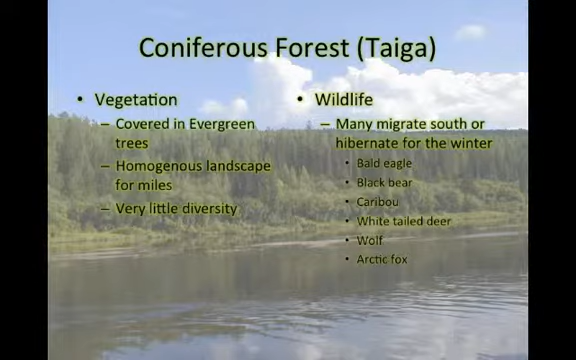 Coniferous Forest (Taiga)
• Vegetation
– Covered in Evergreen
trees
– Homogenous landscape
for miles
– Very little diversity
• Wildlife
– Many migrate south or
hibernate for the winter
• Bald eagle
• Black bear
• Caribou
• White tailed deer
• Wolf
• Arctic fox